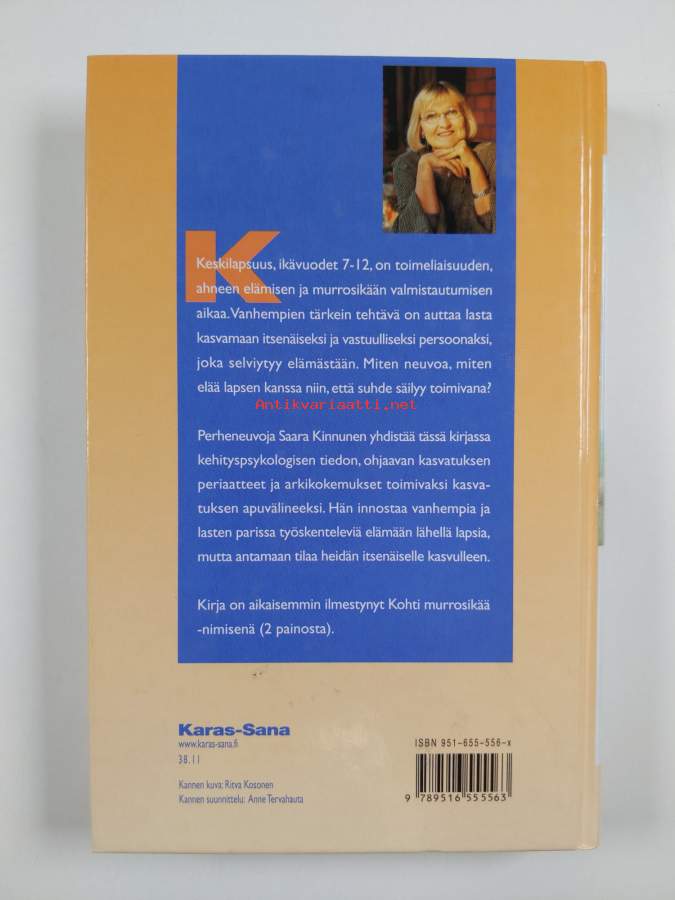 K
Keskilapsuus, ikävuodet 7-12, on toimeliaisuuden,
ahneen elämisen ja murrosikään valmistautumisen
aikaa. Vanhempien tärkein tehtävä on auttaa lasta
kasvamaan itsenäiseksi ja vastuulliseksi persoonaksi,
joka selviytyy elämästään. Miten neuvoa, miten
elää lapsen kanssa niin, että suhde säilyy toimivana?
Antikvariaatti.net
Perheneuvoja Saara Kinnunen yhdistää tässä kirjassa
kehityspsykologisen tiedon, ohjaavan kasvatuksen
periaatteet ja arkikokemukset toimivaksi kasva-
tuksen apuvälineeksi. Hän innostaa vanhempia ja
lasten parissa työskenteleviä elämään lähellä lapsia,
mutta antamaan tilaa heidän itsenäiselle kasvulleen.
Kirja on aikaisemmin ilmestynyt Kohti murrosikää
-nimisenä (2 painosta).
Karas-Sana
www.karas-sana.fi
38.11
Kannen kuva: Ritva Kosonen
Kannen suunnittelu: Anne Tervahauta
ISBN 951-655-556-x
9 789516 555563